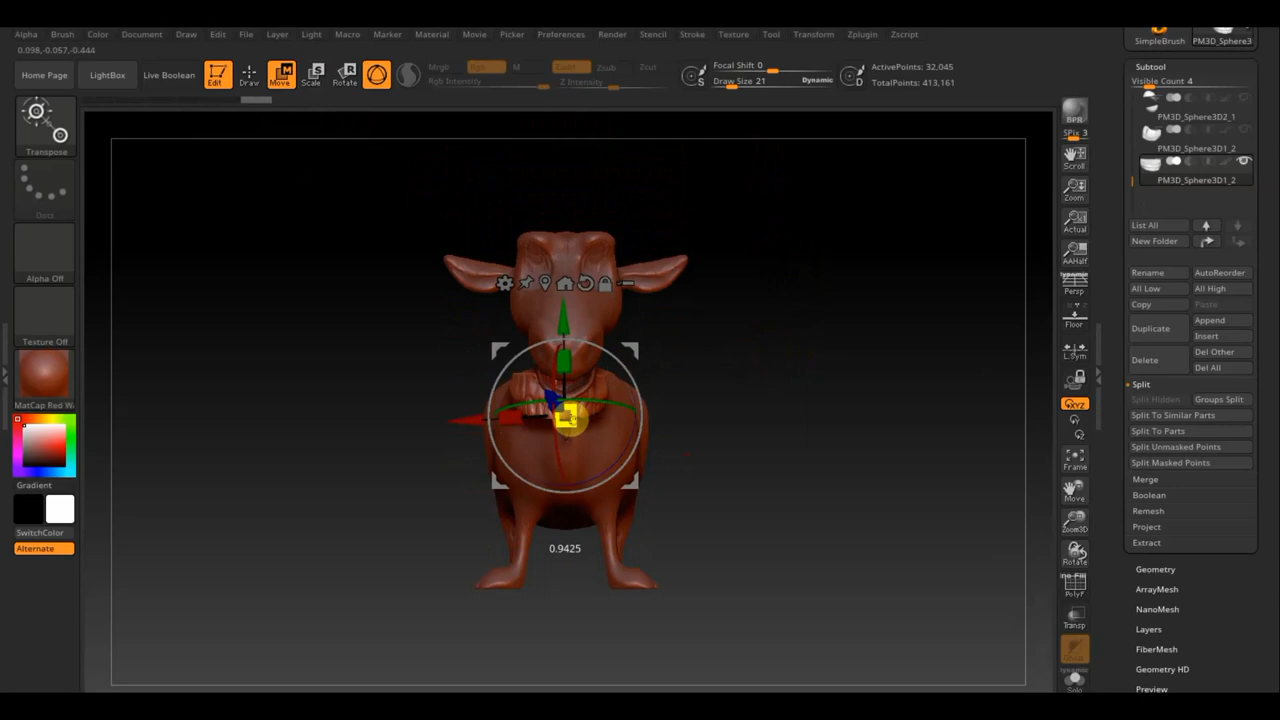 Alpha Brush Color Document Draw Edit File Layer Light Macro Marker Material Movie Picker Preferences Render Stencil Stroke Texture Tool Transform Zplugin Zscript
0.098,-0.057,-0.444
Home Page
LightBox
Live Boolean
Edit
Draw
Move
Scale
Rotate
Mrgb Rgb M
Rgb Intensity
Zadd Zsub Zcut
Z Intensity
S
Focal Shift 0
Draw Size 21
Dynamic
D
ActivePoints: 32,045
TotalPoints: 413,161
SimpleBrush
PM3D_Sphere3
Transpose
Dots
Alpha Off
Texture Off
MatCap Red W
Gradient
SwitchColor
Alternate
0.9425
BPR
SPix 3
Scroll
Zoom
Actual
AAHalf
Dynamic
Persp
Floor
L.Sym
XYZ
Y
Z
Frame
Move
Zoom3D
Rotate
PolyF
Transp
Dynamic
Solo
Subtool
Visible Count 4
PM3D_Sphere3D2_1
PM3D_Sphere3D1_2
PM3D_Sphere3D1_2
List All
New Folder
Rename
AutoReorder
All Low
All High
Copy
Paste
Duplicate
Append
Insert
Delete
Del Other
Del All
Split
Split Hidden
Groups Split
Split To Similar Parts
Split To Parts
Split Unmasked Points
Split Masked Points
Merge
Boolean
Remesh
Project
Extract
Geometry
ArrayMesh
NanoMesh
Layers
FiberMesh
Geometry HD
Preview